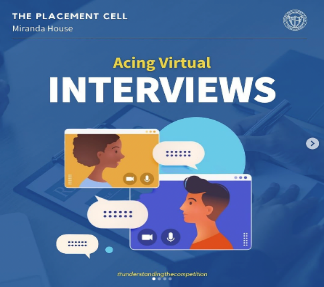 THE PLACEMENT CELL
Miranda House
Acing Virtual
INTERVIEWS
#understandingthecompetition